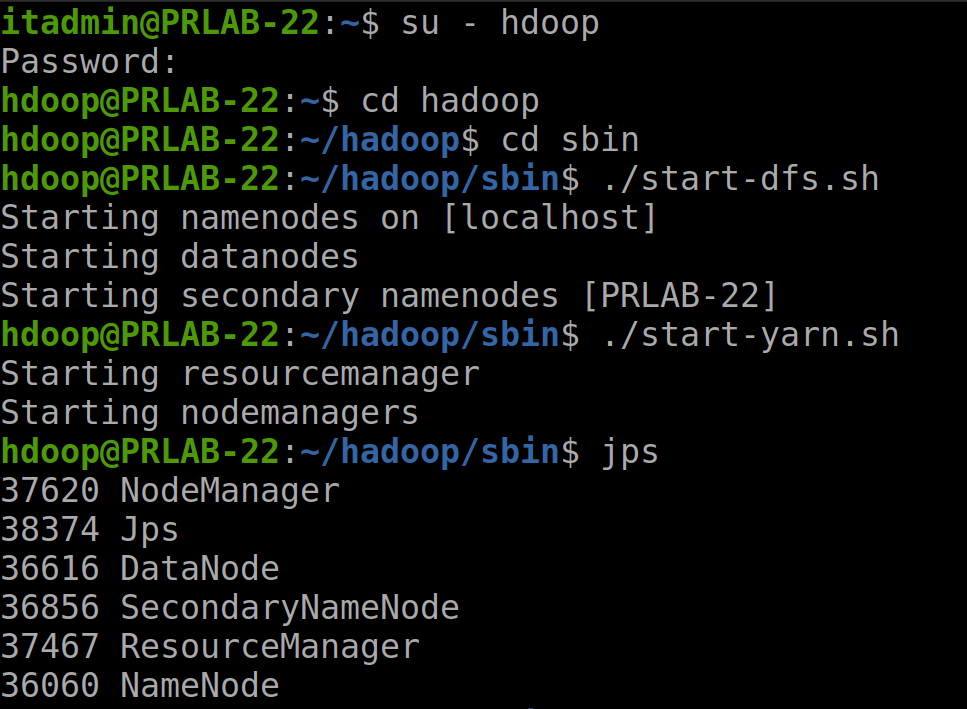 itadmin@PRLAB-22:~$ su - hdoop
Password:
hdoop@PRLAB-22:~$ cd hadoop
hdoop@PRLAB-22:~/hadoop$ cd sbin
hdoop@PRLAB-22:~/hadoop/sbin$ ./start-dfs.sh
Starting namenodes on [localhost]
Starting datanodes
Starting secondary namenodes [PRLAB-22]
hdoop@PRLAB-22:~/hadoop/sbin$ ./start-yarn.sh
Starting resourcemanager
Starting nodemanagers
hdoop@PRLAB-22:~/hadoop/sbin$ jps
37620 NodeManager
38374 Jps
36616 DataNode
36856 SecondaryNameNode
37467 ResourceManager
36060 NameNode